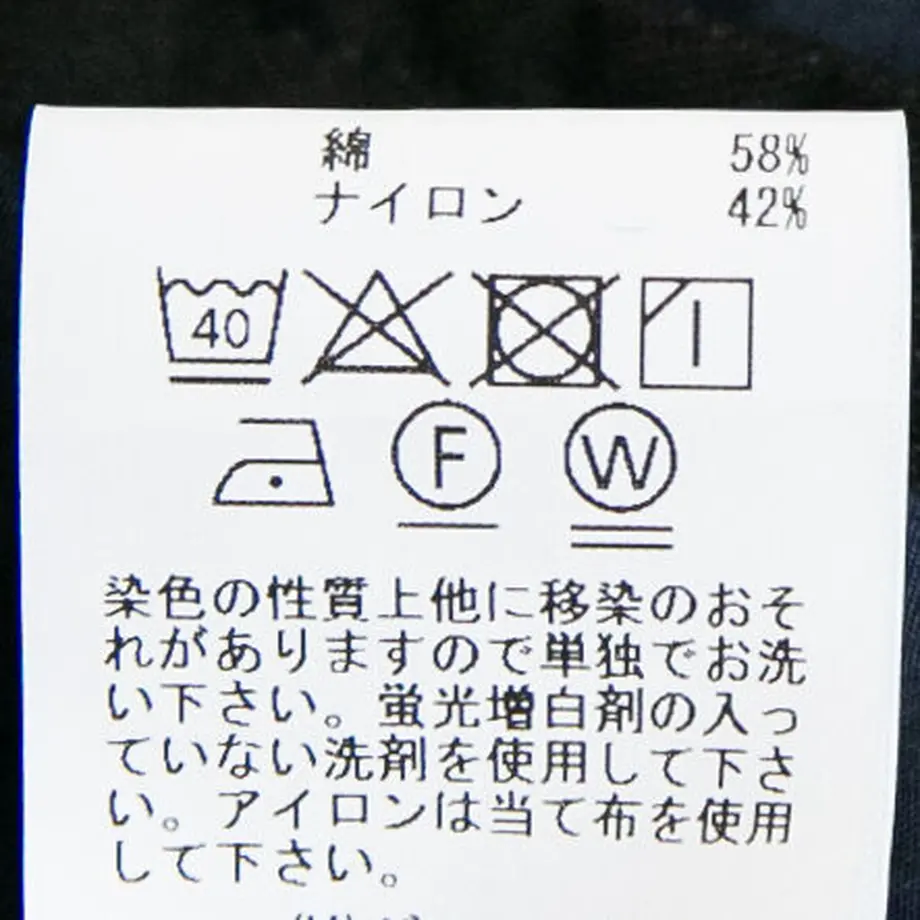 綿 58%
ナイロン 42%
40
F W
染色の性質上他に移染のおそ
れがありますので単独でお洗
い下さい。蛍光増白剤の入っ
ていない洗剤を使用して下さ
い。アイロンは当て布を使用
して下さい。